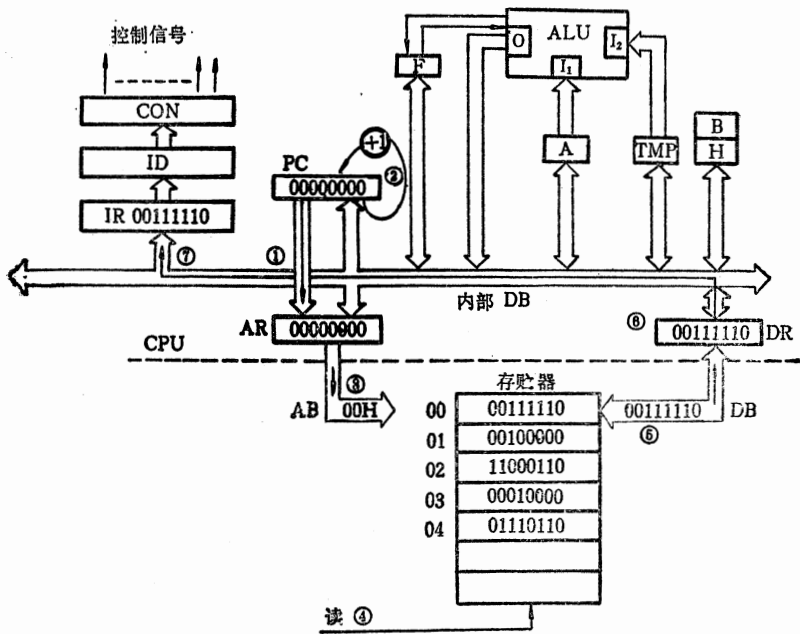 控制信号
CON
ID
IR 00111110
⑦
PC
+1
00000000
②
①
F
O
ALU
I₂
I₁
A
TMP
B
H
内部 DB
AR
00000000
⑥
00111110
DR
CPU
③
AB
00H
存贮器
00
00111110
00111110
DB
⑤
01
00100000
02
11000110
03
00010000
04
01110110
读 ④